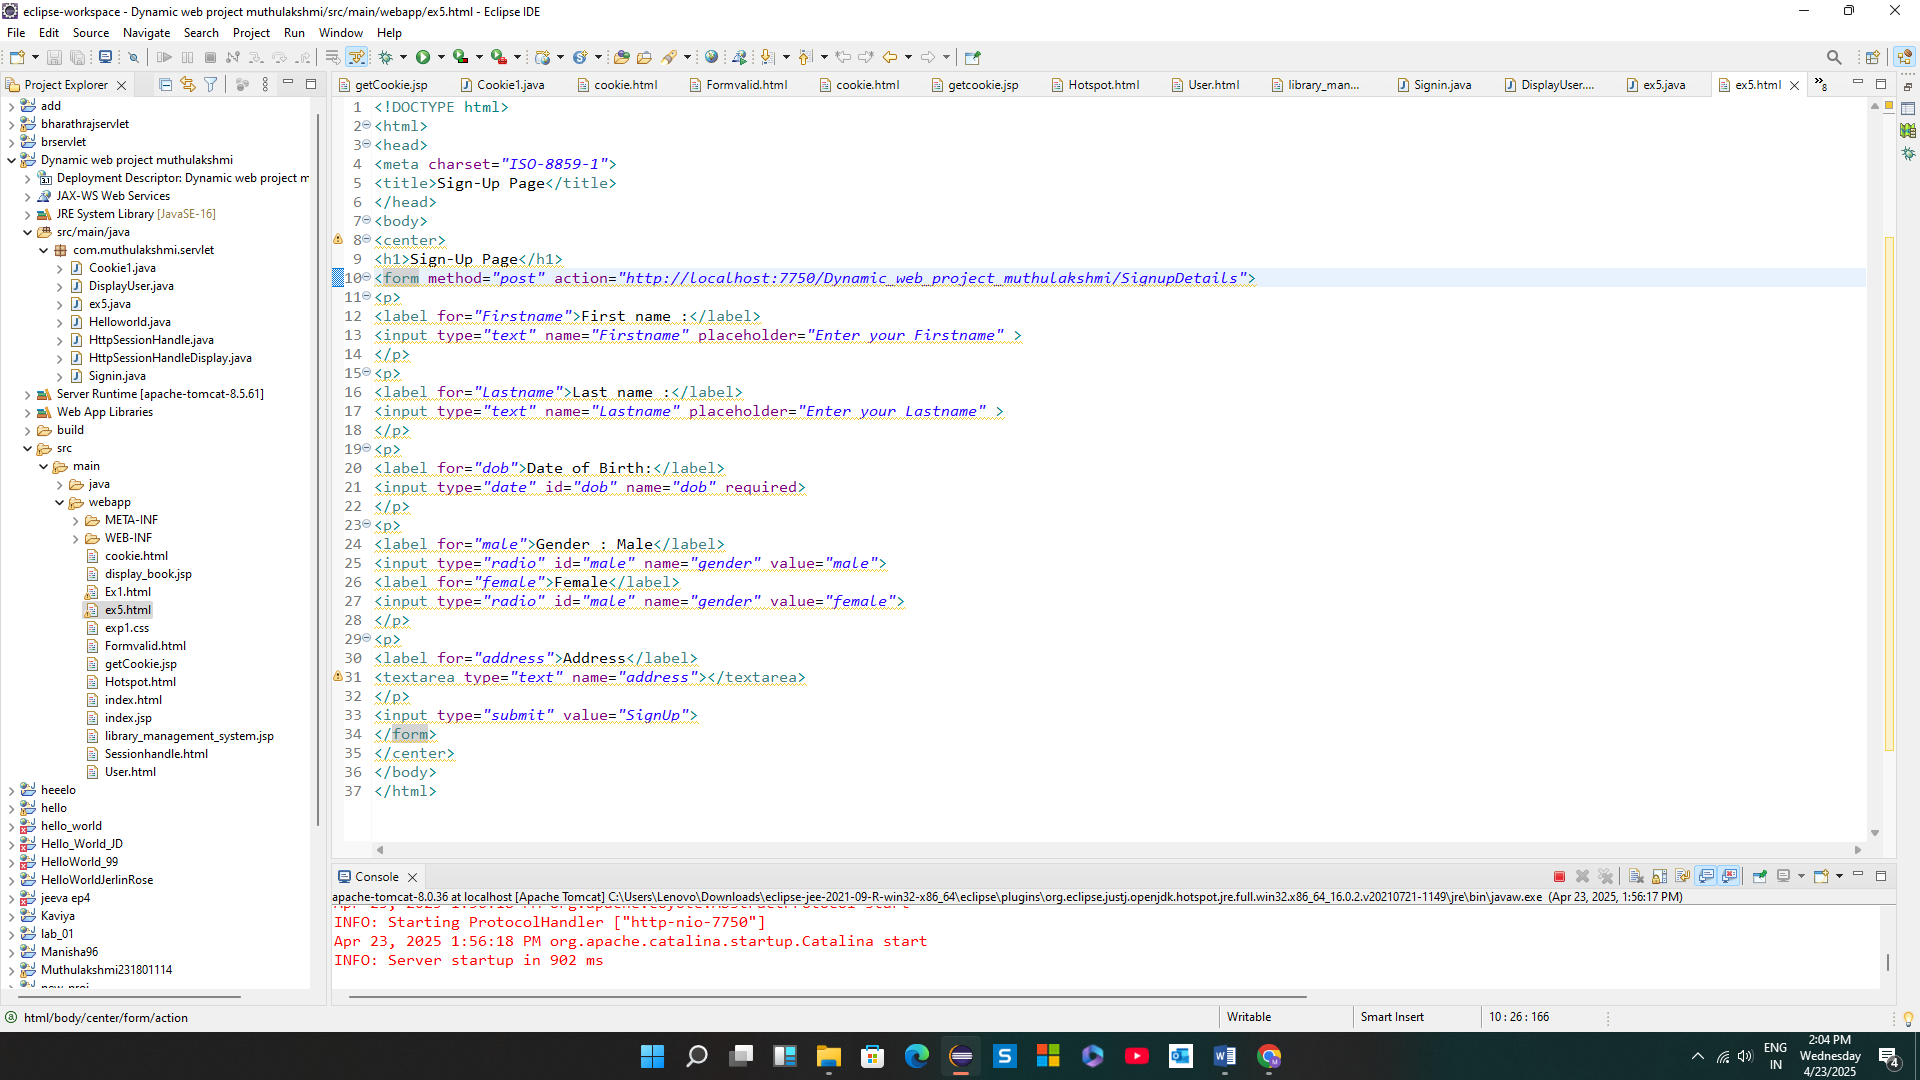 eclipse-workspace - Dynamic web project muthulakshmi/src/main/webapp/ex5.html - Eclipse IDE
File Edit Source Navigate Search Project Run Window Help
Project Explorer
getCookie.jsp Cookie1.java cookie.html Formvalid.html cookie.html getcookie.jsp Hotspot.html User.html library_man... Signin.java DisplayUser.... ex5.java ex5.html 8
add
bharathrajservlet
brservlet
Dynamic web project muthulakshmi
Deployment Descriptor: Dynamic web project m
JAX-WS Web Services
JRE System Library [JavaSE-16]
src/main/java
com.muthulakshmi.servlet
Cookie1.java
DisplayUser.java
ex5.java
Helloworld.java
HttpSessionHandle.java
HttpSessionHandleDisplay.java
Signin.java
Server Runtime [apache-tomcat-8.5.61]
Web App Libraries
build
src
main
java
webapp
META-INF
WEB-INF
cookie.html
display_book.jsp
Ex1.html
ex5.html
exp1.css
Formvalid.html
getCookie.jsp
Hotspot.html
index.html
index.jsp
library_management_system.jsp
Sessionhandle.html
User.html
heeelo
hello
hello_world
Hello_World_JD
HelloWorld_99
HelloWorldJerlinRose
jeeva ep4
Kaviya
lab_01
Manisha96
Muthulakshmi231801114
1 <!DOCTYPE html>
2 <html>
3 <head>
4 <meta charset="ISO-8859-1">
5 <title>Sign-Up Page</title>
6 </head>
7 <body>
8 <center>
9 <h1>Sign-Up Page</h1>
10 <form method="post" action="http://localhost:7750/Dynamic_web_project_muthulakshmi/SignupDetails">
11 <p>
12 <label for="Firstname">First name :</label>
13 <input type="text" name="Firstname" placeholder="Enter your Firstname" >
14 </p>
15 <p>
16 <label for="Lastname">Last name :</label>
17 <input type="text" name="Lastname" placeholder="Enter your Lastname" >
18 </p>
19 <p>
20 <label for="dob">Date of Birth:</label>
21 <input type="date" id="dob" name="dob" required>
22 </p>
23 <p>
24 <label for="male">Gender : Male</label>
25 <input type="radio" id="male" name="gender" value="male">
26 <label for="female">Female</label>
27 <input type="radio" id="male" name="gender" value="female">
28 </p>
29 <p>
30 <label for="address">Address</label>
31 <textarea type="text" name="address"></textarea>
32 </p>
33 <input type="submit" value="SignUp">
34 </form>
35 </center>
36 </body>
37 </html>
Console
apache-tomcat-8.0.36 at localhost [Apache Tomcat] C:\Users\Lenovo\Downloads\eclipse-jee-2021-09-R-win32-x86_64\eclipse\plugins\org.eclipse.justj.openjdk.hotspot.jre.full.win32.x86_64_16.0.2.v20210721-1149\jre\bin\javaw.exe (Apr 23, 2025, 1:56:17 PM)
INFO: Starting ProtocolHandler ["http-nio-7750"]
Apr 23, 2025 1:56:18 PM org.apache.catalina.startup.Catalina start
INFO: Server startup in 902 ms
html/body/center/form/action Writable Smart Insert 10 : 26 : 166
ENG
IN
2:04 PM
Wednesday
4/23/2025
4